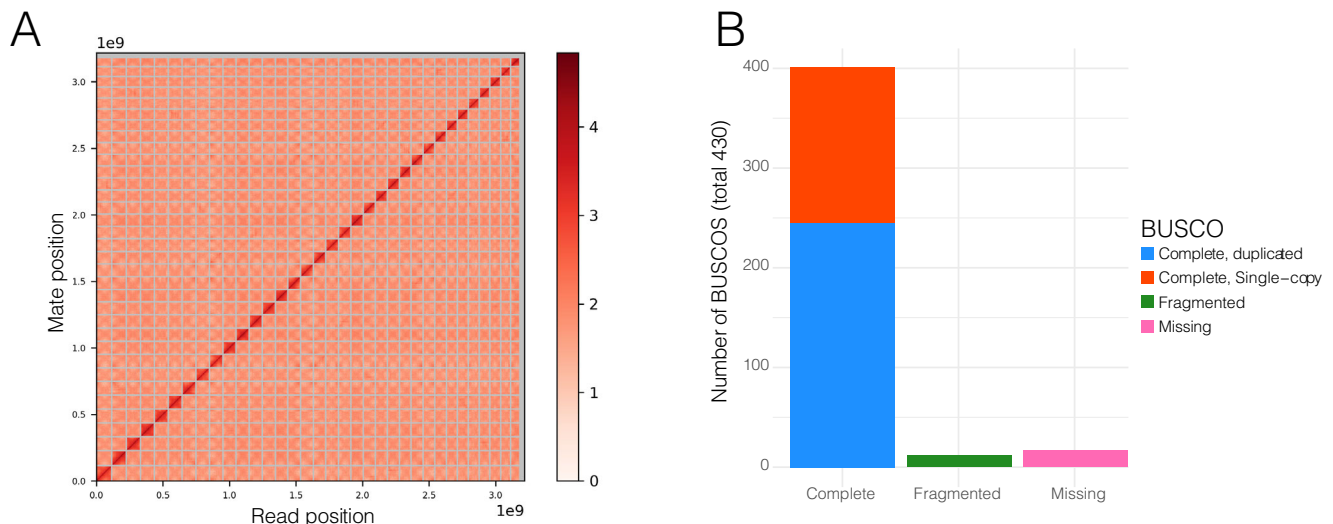 A
1e9
3.0
2.5
2.0
1.5
1.0
0.5
0.0
Mate position
0.0 0.5 1.0 1.5 2.0 2.5 3.0
1e9
Read position
4
3
2
1
0
B
Number of BUSCOS (total 430)
400
300
200
100
0
Complete Fragmented Missing
BUSCO
Complete, duplicated
Complete, Single-copy
Fragmented
Missing